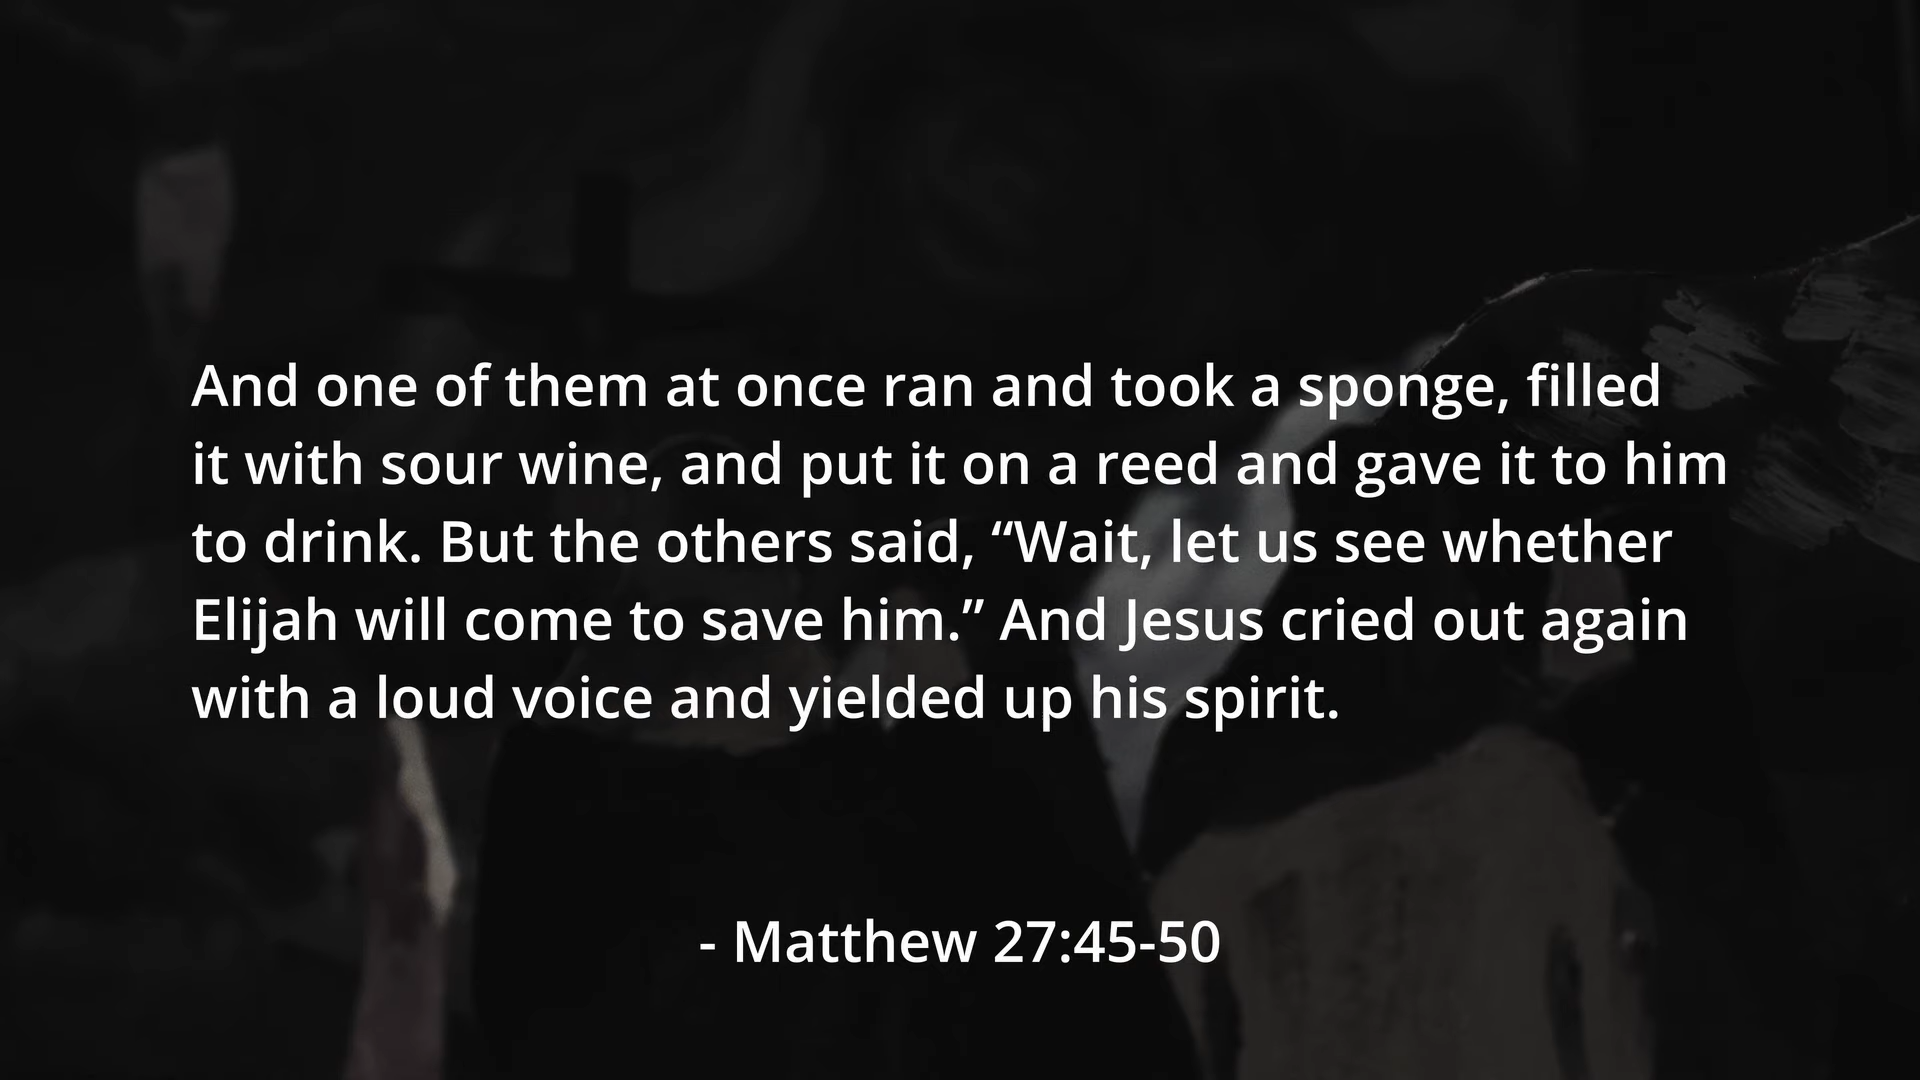 And one of them at once ran and took a sponge, filled
it with sour wine, and put it on a reed and gave it to him
to drink. But the others said, “Wait, let us see whether
Elijah will come to save him.” And Jesus cried out again
with a loud voice and yielded up his spirit.
- Matthew 27:45-50